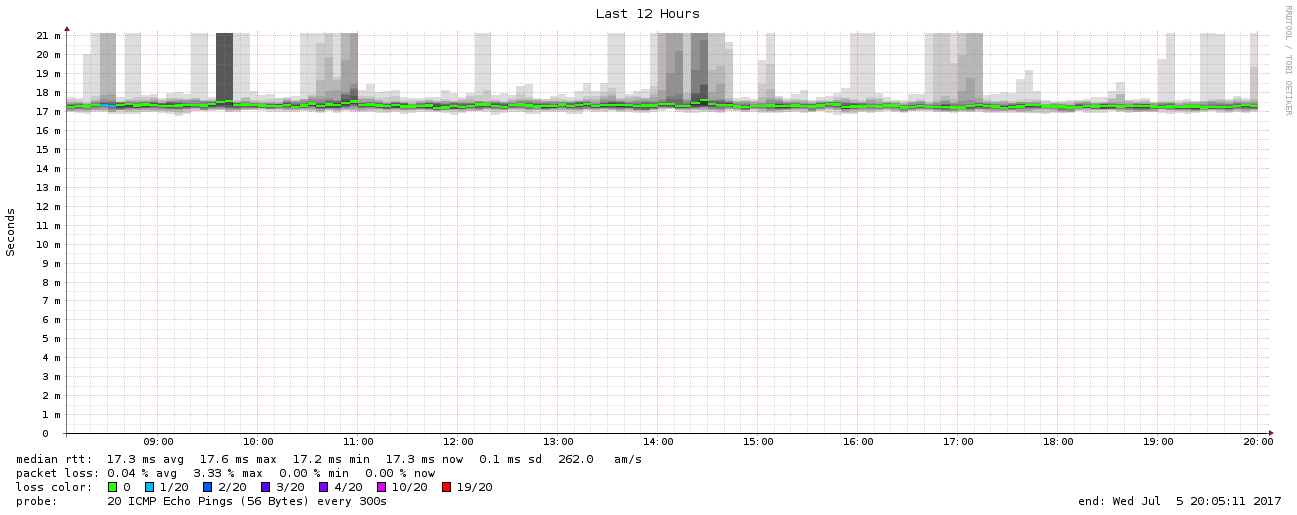 Last 12 Hours
RRDTOOL / TOBI OETIKER
Seconds
21 m
20 m
19 m
18 m
17 m
16 m
15 m
14 m
13 m
12 m
11 m
10 m
9 m
8 m
7 m
6 m
5 m
4 m
3 m
2 m
1 m
0
09:00 10:00 11:00 12:00 13:00 14:00 15:00 16:00 17:00 18:00 19:00 20:00
median rtt: 17.3 ms avg 17.6 ms max 17.2 ms min 17.3 ms now 0.1 ms sd 262.0 am/s
packet loss: 0.04 % avg 3.33 % max 0.00 % min 0.00 % now
loss color: 0 1/20 2/20 3/20 4/20 10/20 19/20
probe: 20 ICMP Echo Pings (56 Bytes) every 300s end: Wed Jul 5 20:05:11 2017